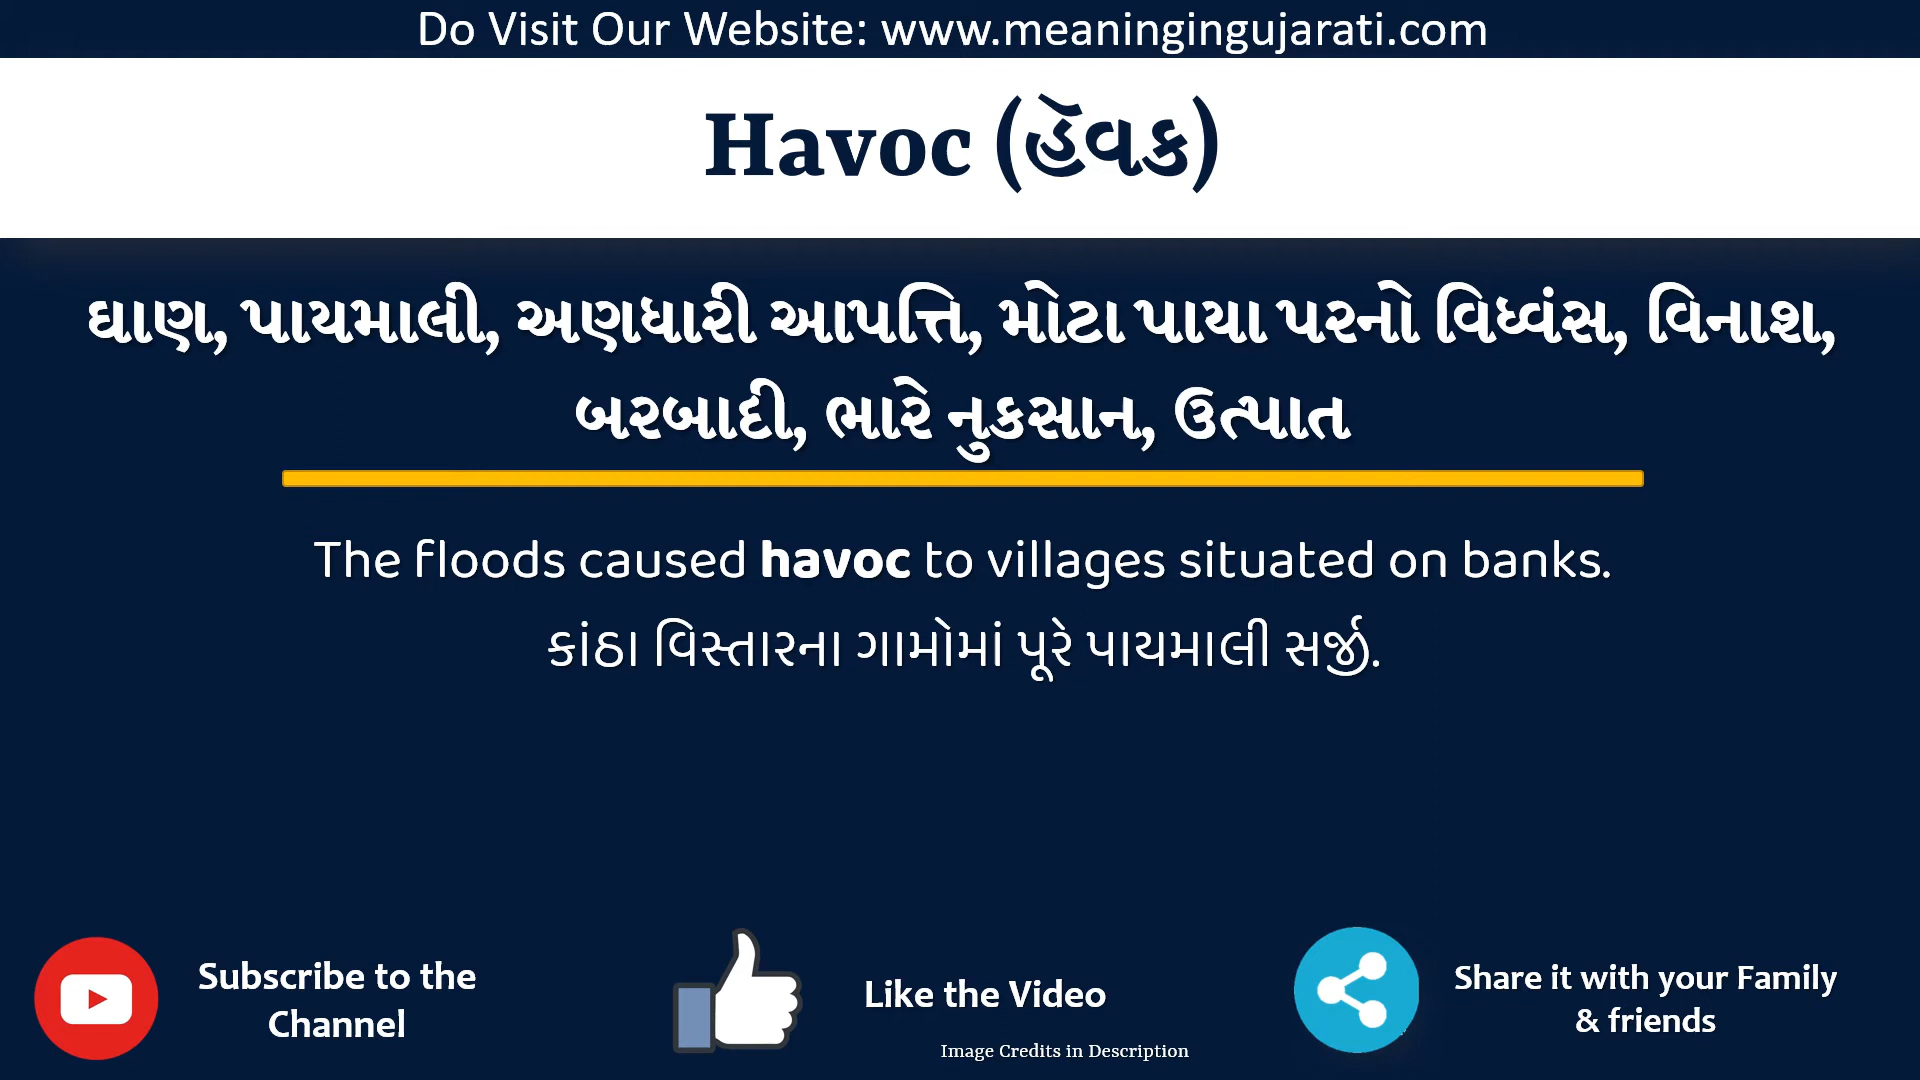 Do Visit Our Website: www.meaningingujarati.com
Havoc (હૅવક)
ઘાણ, પાયમાલી, અણધારી આપત્તિ, મોટા પાયા પરનો વિધ્વંસ, વિનાશ,
બરબાદી, ભારે નુકસાન, ઉત્પાત
The floods caused havoc to villages situated on banks.
કાંઠા વિસ્તારના ગામોમાં પૂરે પાયમાલી સર્જી.
Subscribe to the
Channel
Like the Video
Share it with your Family
& friends
Image Credits in Description